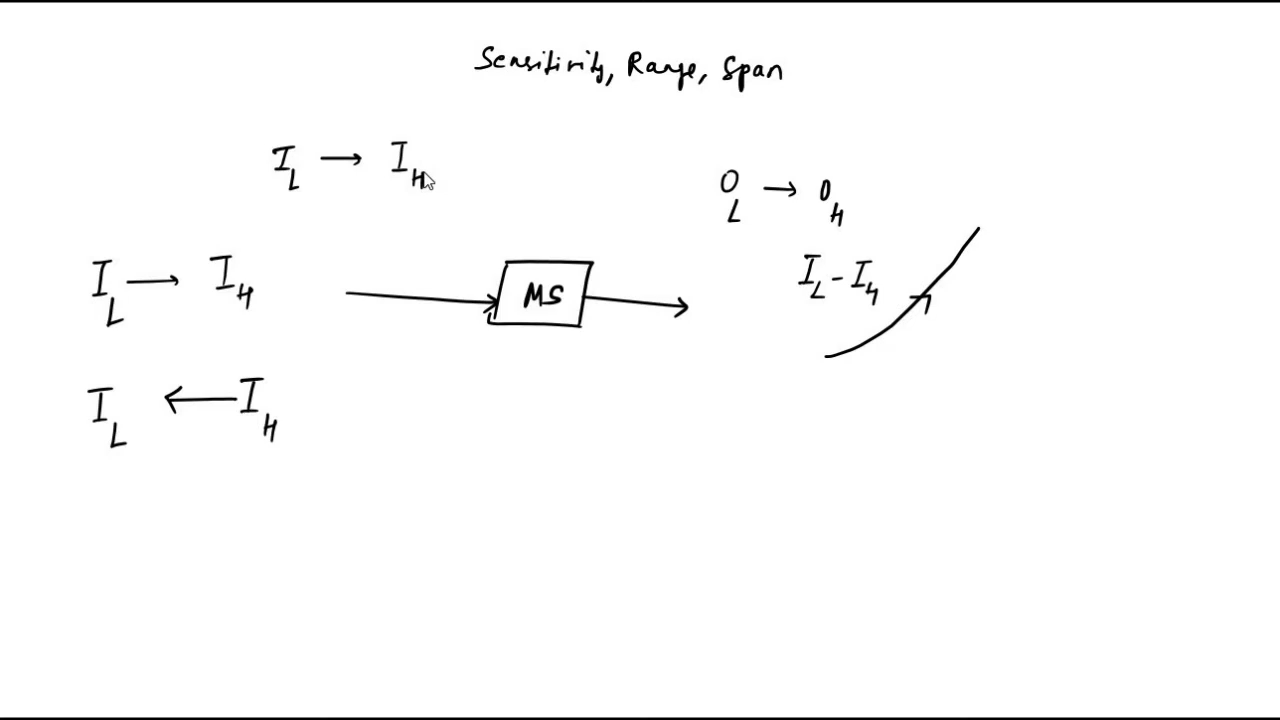 Sensitivity, Range, Span
I_L → I_H
O_L → O_H
I_L → I_H
MS
I_L - I_H
I_L ← I_H